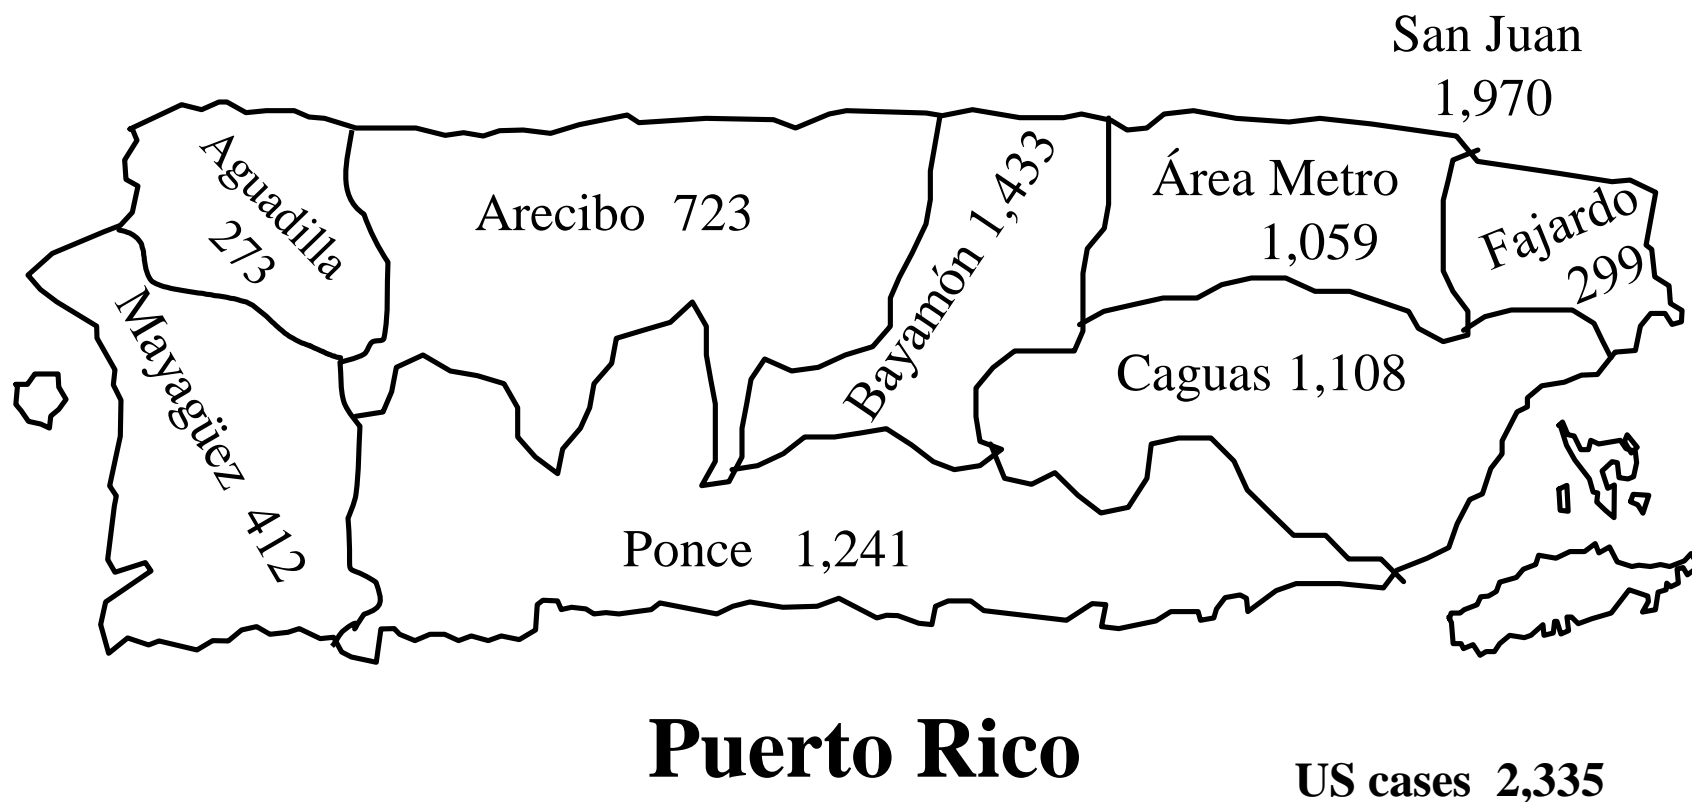 San Juan
1,970
Aguadilla
273
Arecibo 723
Bayamón 1,433
Área Metro
1,059
Fajardo
299
Mayagüez 412
Caguas 1,108
Ponce 1,241
Puerto Rico
US cases 2,335